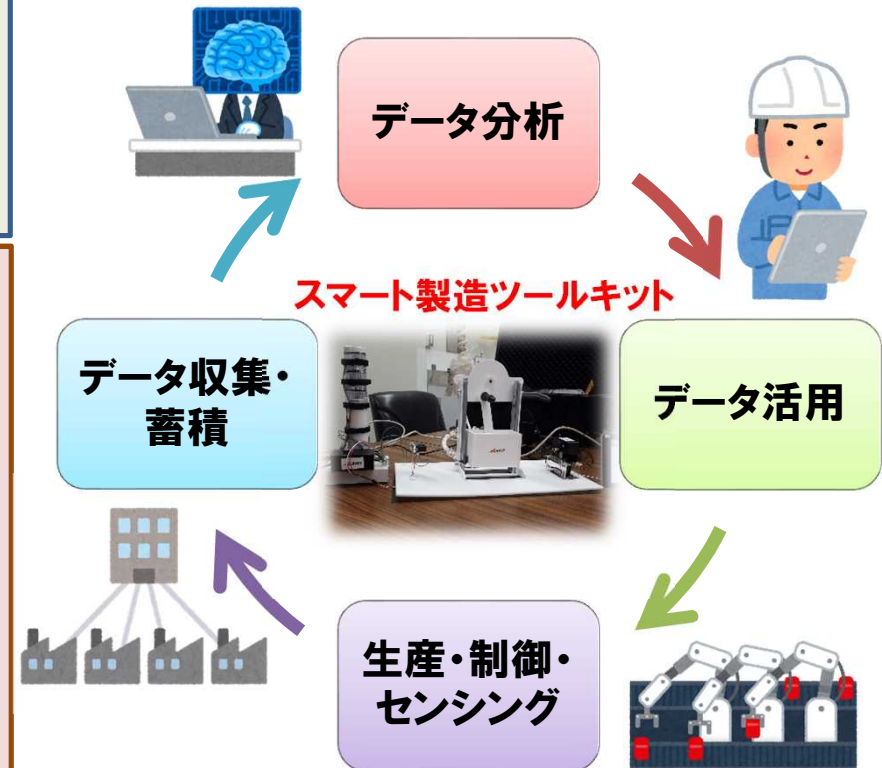 データ分析
スマート製造ツールキット
データ収集・
蓄積
データ活用
生産・制御・
センシング